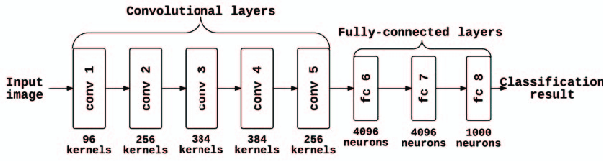 Convolutional layers
Fully-connected layers
Input
image
conv 1
conv 2
conv 3
conv 4
conv 5
fc 6
fc 7
fc 8
Classification
result
96
kernels
256
kernels
384
kernels
384
kernels
256
kernels
4096
neurons
4096
neurons
1000
neurons